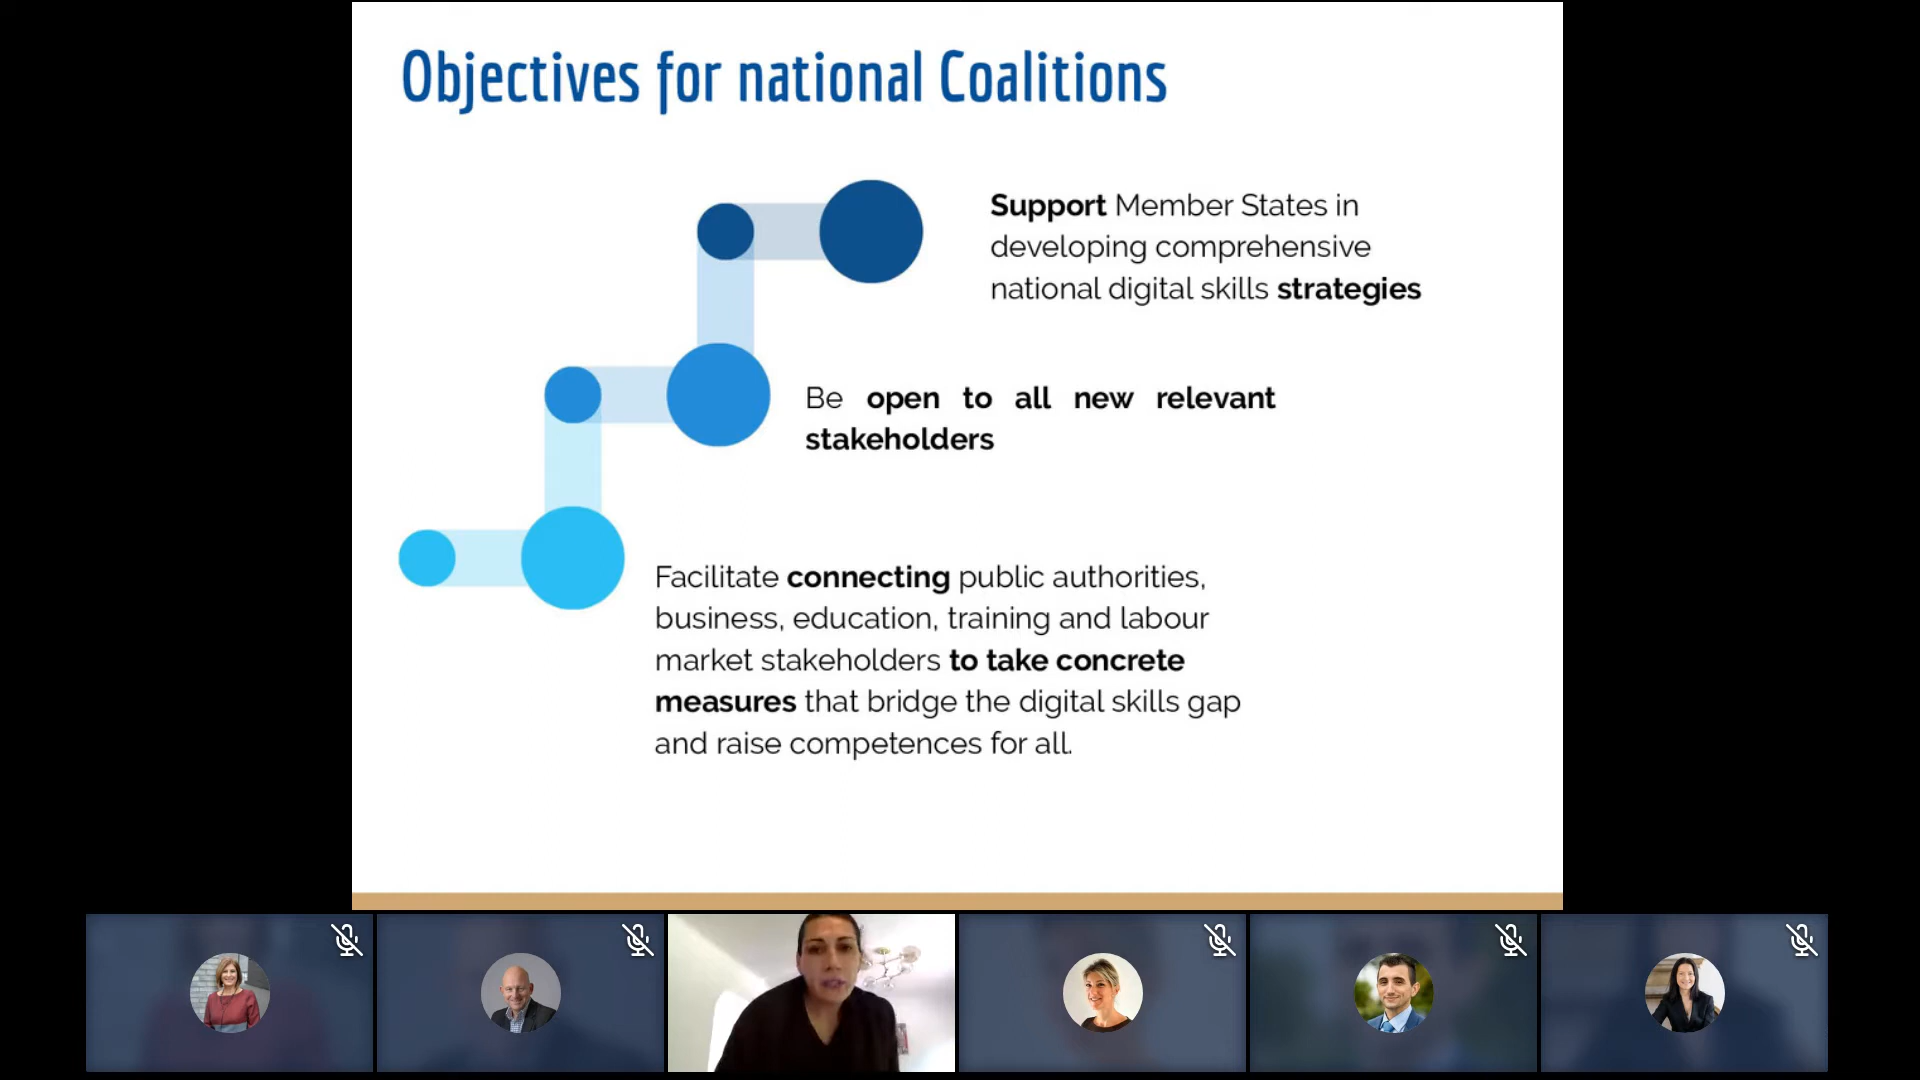 Objectives for national Coalitions
Support Member States in
developing comprehensive
national digital skills strategies
Be open to all new relevant
stakeholders
Facilitate connecting public authorities,
business, education, training and labour
market stakeholders to take concrete
measures that bridge the digital skills gap
and raise competences for all.